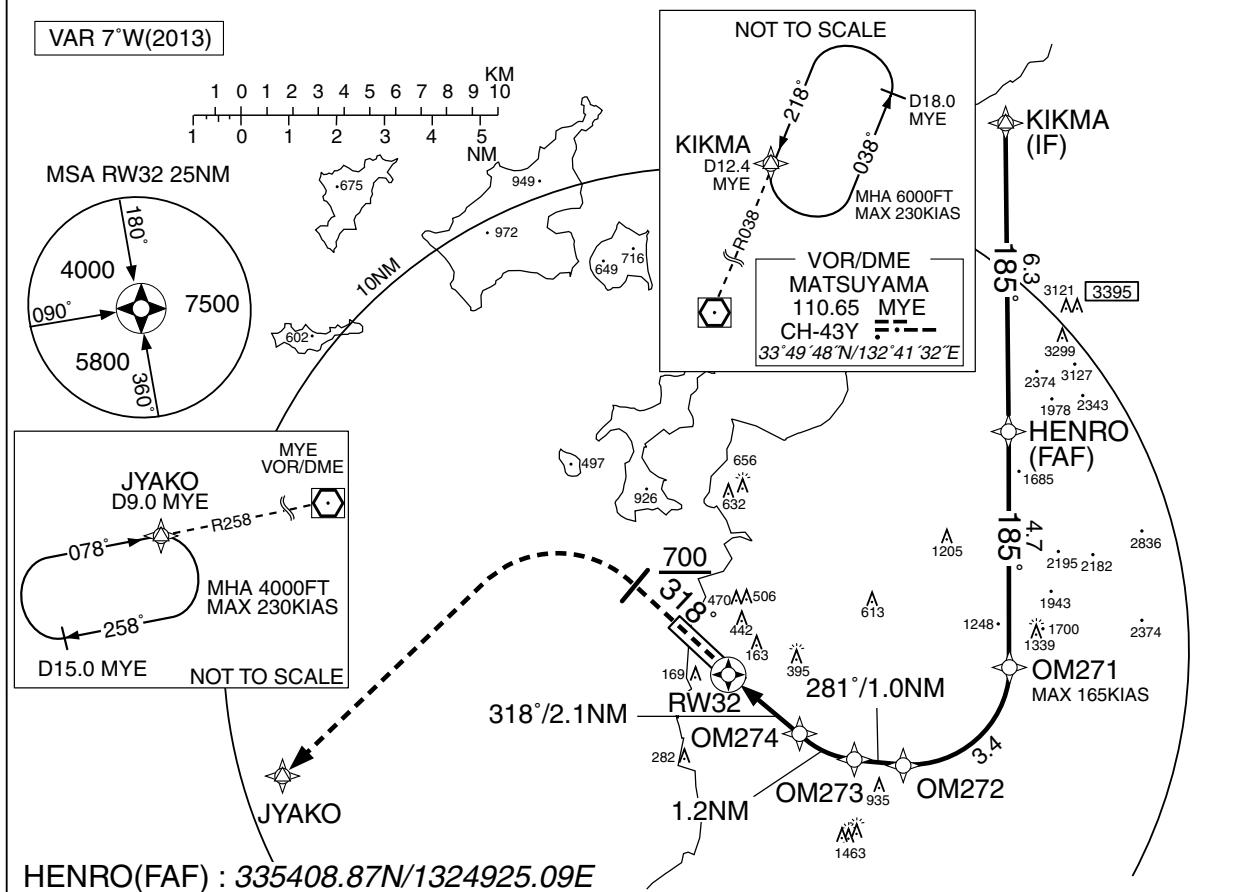 VAR 7°W(2013)
KM
1 0 1 2 3 4 5 6 7 8 9 10
1 0 1 2 3 4 5
NM
MSA RW32 25NM
180°
4000
7500
090°
5800
360°
675
949
972
649
716
602
10NM
NOT TO SCALE
218°
D18.0
MYE
KIKMA
D12.4
MYE
038°
MHA 6000FT
MAX 230KIAS
R038
VOR/DME
MATSUYAMA
110.65 MYE
CH-43Y
33°49´48˝N/132°41´32˝E
KIKMA
(IF)
185°
6.3
3121
3395
3299
2374
3127
1978
2343
HENRO
(FAF)
1685
185°
4.7
1205
2195
2182
2836
1943
1248
1700
1339
2374
613
OM271
MAX 165KIAS
MYE
VOR/DME
JYAKO
D9.0 MYE
R258
078°
MHA 4000FT
MAX 230KIAS
258°
D15.0 MYE
NOT TO SCALE
497
926
656
632
700
318°
470
506
442
163
395
169
RW32
281°/1.0NM
318°/2.1NM
OM274
282
3.4
OM273
935
OM272
1.2NM
1463
JYAKO
HENRO(FAF) : 335408.87N/1324925.09E